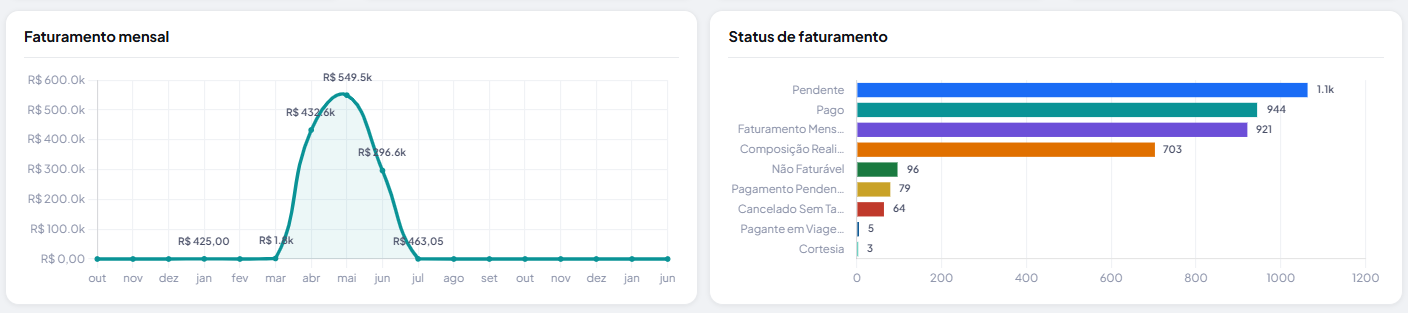 Faturamento mensal
R$ 600.0k
R$ 500.0k
R$ 400.0k
R$ 300.0k
R$ 200.0k
R$ 100.0k
R$ 0,00
R$ 549.5k
R$ 432.6k
R$ 296.6k
R$ 425,00
R$ 1.8k
R$ 463,05
out nov dez jan fev mar abr mai jun jul ago set out nov dez jan jun
Status de faturamento
Pendente 1.1k
Pago 944
Faturamento Mens... 921
Composição Reali... 703
Não Faturável 96
Pagamento Penden... 79
Cancelado Sem Ta... 64
Pagante em Viage... 5
Cortesia 3
0 200 400 600 800 1000 1200